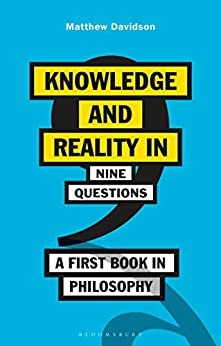 Matthew Davidson
KNOWLEDGE
AND
REALITY IN
NINE
QUESTIONS
A FIRST BOOK IN
PHILOSOPHY
BLOOMSBURY